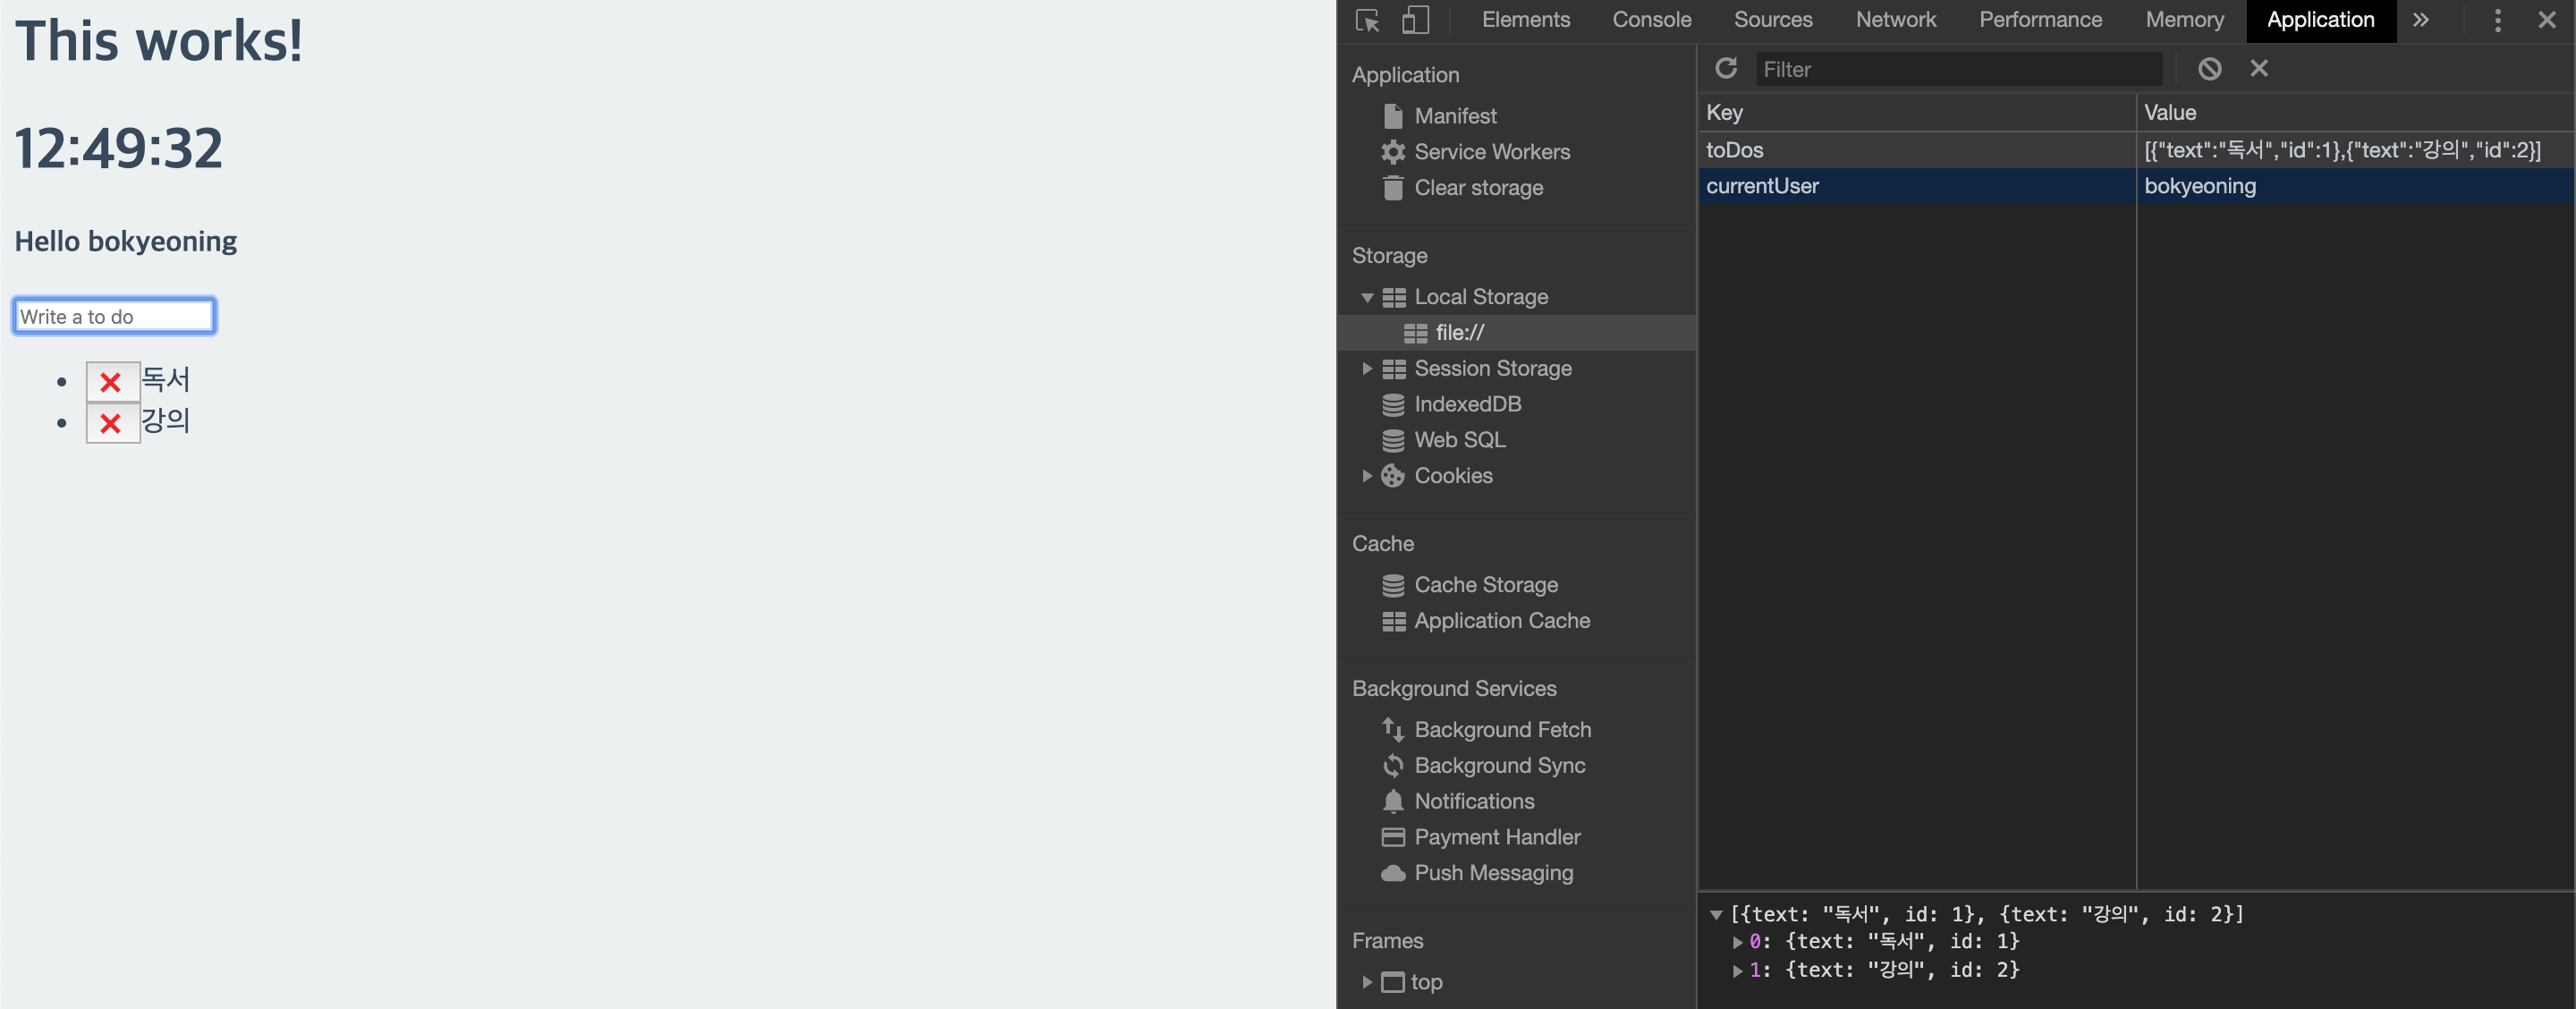 This works!
12:49:32
Hello bokyeoning
Write a to do
독서
강의
Elements Console Sources Network Performance Memory Application
Application
Manifest
Service Workers
Clear storage
Storage
Local Storage
file://
Session Storage
IndexedDB
Web SQL
Cookies
Cache
Cache Storage
Application Cache
Background Services
Background Fetch
Background Sync
Notifications
Payment Handler
Push Messaging
Frames
top
Filter
Key Value
toDos [{"text":"독서","id":1},{"text":"강의","id":2}]
currentUser bokyeoning
[{text: "독서", id: 1}, {text: "강의", id: 2}]
0: {text: "독서", id: 1}
1: {text: "강의", id: 2}